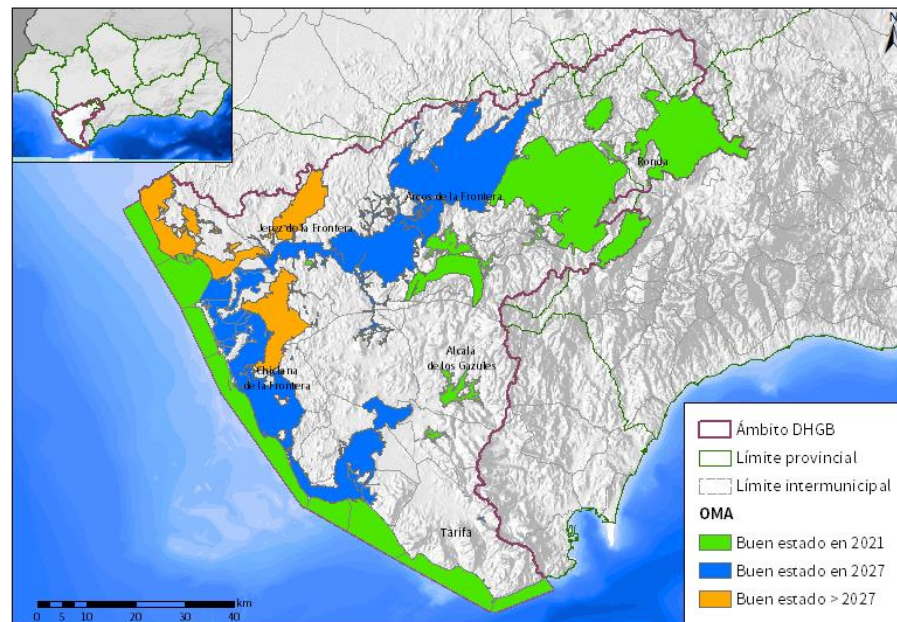 N
Ronda
Arcos de la Frontera
Jerez de la Frontera
Chiclana
de la Frontera
Alcala
de los Gazules
Tarifa
Ámbito DHGB
Límite provincial
Límite intermunicipal
OMA
Buen estado en 2021
Buen estado en 2027
Buen estado > 2027
km
0 5 10 20 30 40